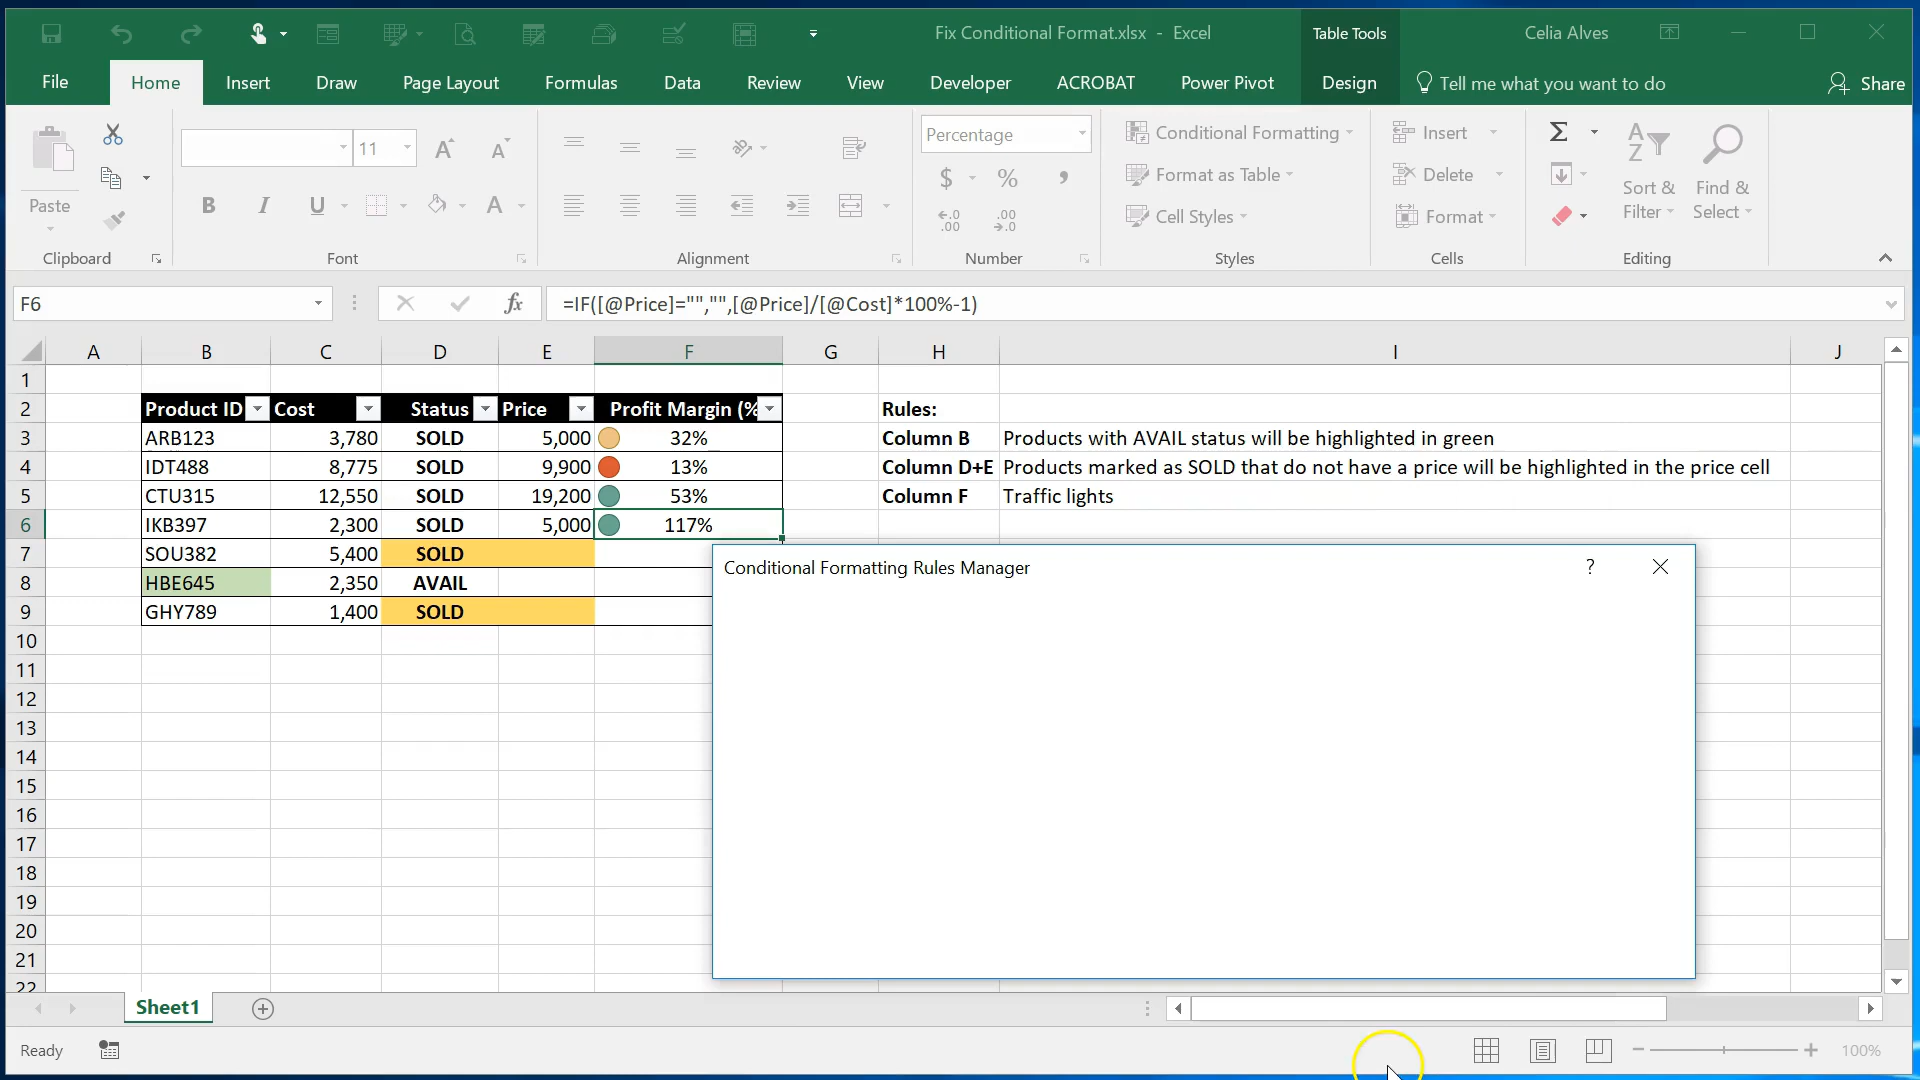 Fix Conditional Format.xlsx - Excel
Table Tools
Celia Alves
File
Home
Insert
Draw
Page Layout
Formulas
Data
Review
View
Developer
ACROBAT
Power Pivot
Design
Tell me what you want to do
Share
Paste
11
B I U A
Percentage
$ % ,
Conditional Formatting
Format as Table
Cell Styles
Insert
Delete
Format
Sort & Filter
Find & Select
Clipboard
Font
Alignment
Number
Styles
Cells
Editing
F6
fx
=IF([@Price]="","",[@Price]/[@Cost]*100%-1)
A B C D E F G H I J
1
2 Product ID Cost Status Price Profit Margin (% Rules:
3 ARB123 3,780 SOLD 5,000 32% Column B Products with AVAIL status will be highlighted in green
4 IDT488 8,775 SOLD 9,900 13% Column D+E Products marked as SOLD that do not have a price will be highlighted in the price cell
5 CTU315 12,550 SOLD 19,200 53% Column F Traffic lights
6 IKB397 2,300 SOLD 5,000 117%
7 SOU382 5,400 SOLD
8 HBE645 2,350 AVAIL
9 GHY789 1,400 SOLD
Conditional Formatting Rules Manager ?
10
11
12
13
14
15
16
17
18
19
20
21
22
Sheet1
Ready
100%